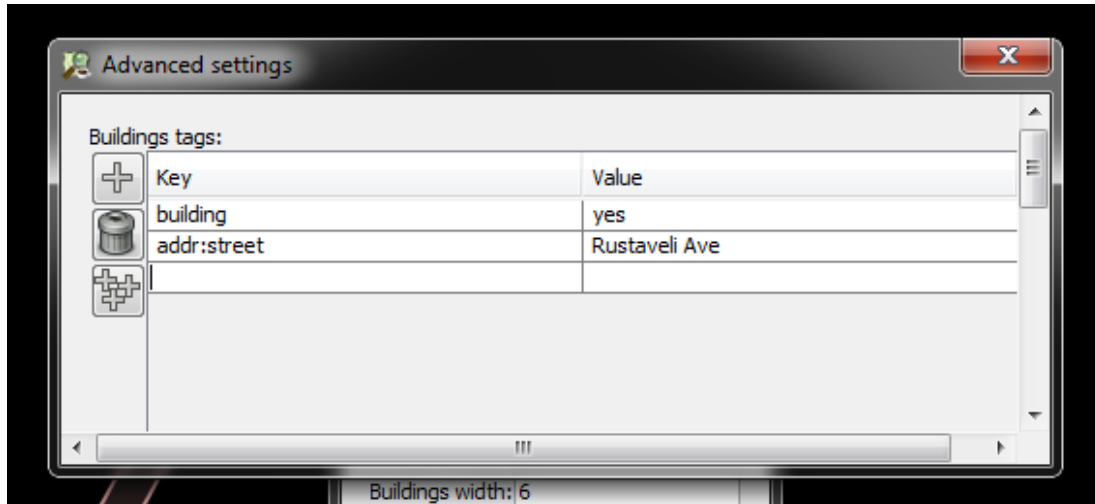 Advanced settings
Buildings tags:
Key Value
building yes
addr:street Rustaveli Ave
Buildings width: 6